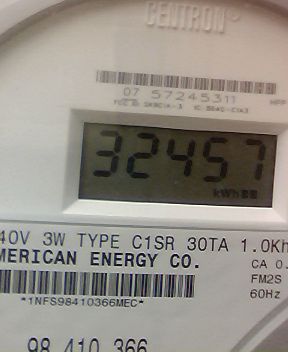 CENTRON
07 57245311
32457
kWh
40V 3W TYPE C1SR 30TA 1.0Kh
MERICAN ENERGY CO.
CA 0.
FM2S
60Hz
*1NFS98410366MEC*
98 410 366